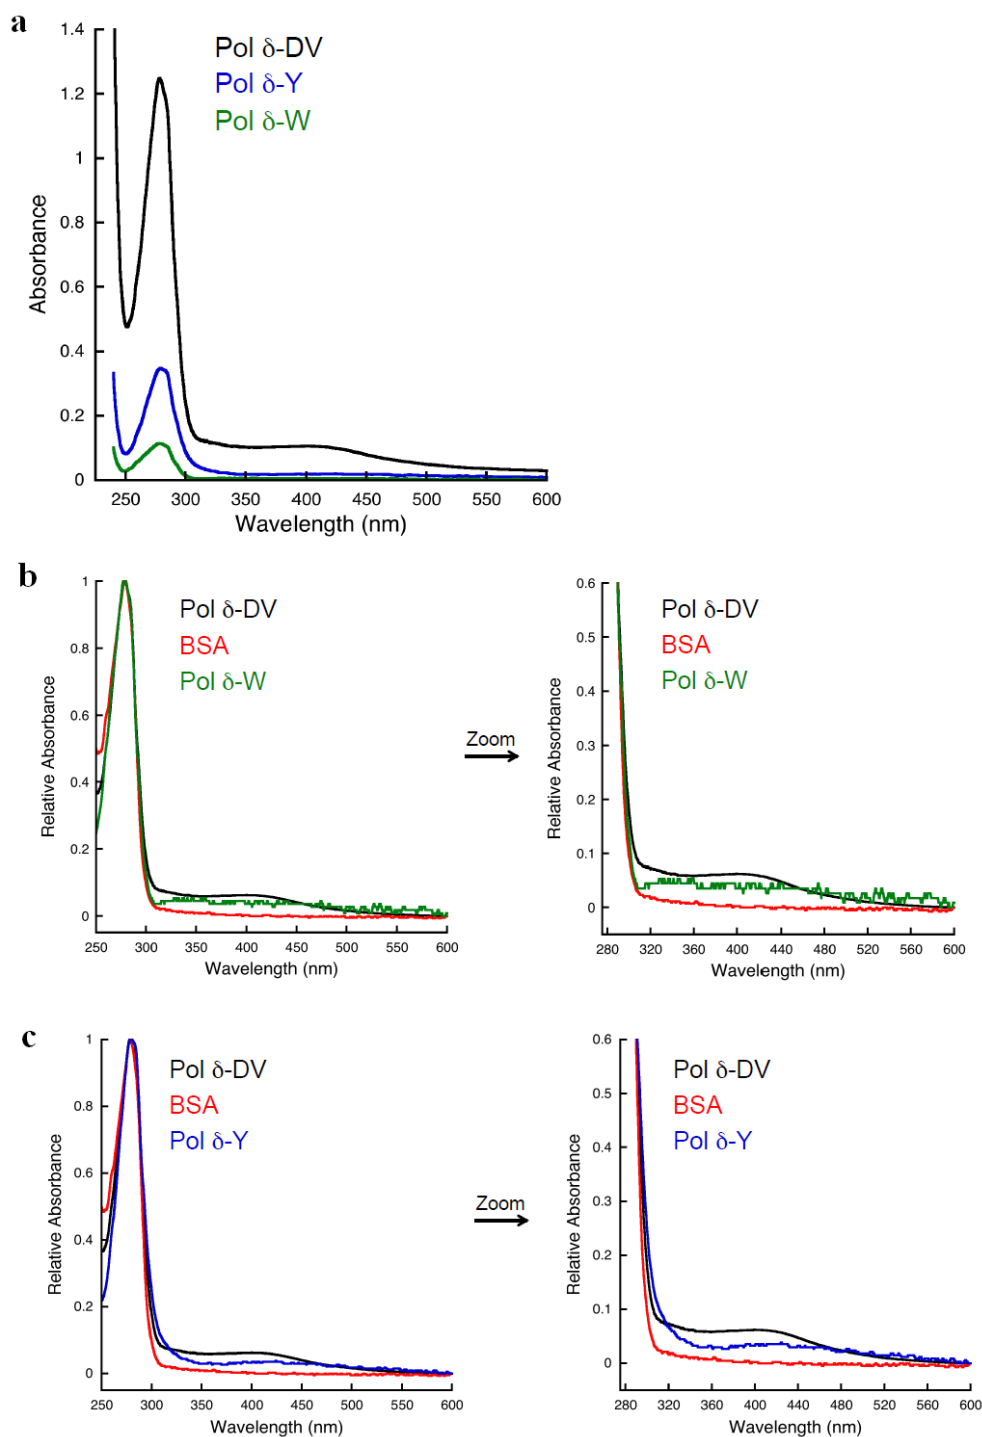 a
Pol δ-DV
Pol δ-Y
Pol δ-W
1.4
1.2
1
0.8
0.6
0.4
0.2
0
Absorbance
250 300 350 400 450 500 550 600
Wavelength (nm)
b
Pol δ-DV
BSA
Pol δ-W
1
0.8
0.6
0.4
0.2
0
Relative Absorbance
250 300 350 400 450 500 550 600
Wavelength (nm)
Zoom
Pol δ-DV
BSA
Pol δ-W
0.6
0.5
0.4
0.3
0.2
0.1
0
Relative Absorbance
280 320 360 400 440 480 520 560 600
Wavelength (nm)
c
Pol δ-DV
BSA
Pol δ-Y
1
0.8
0.6
0.4
0.2
0
Relative Absorbance
250 300 350 400 450 500 550 600
Wavelength (nm)
Zoom
Pol δ-DV
BSA
Pol δ-Y
0.6
0.5
0.4
0.3
0.2
0.1
0
Relative Absorbance
280 320 360 400 440 480 520 560 600
Wavelength (nm)